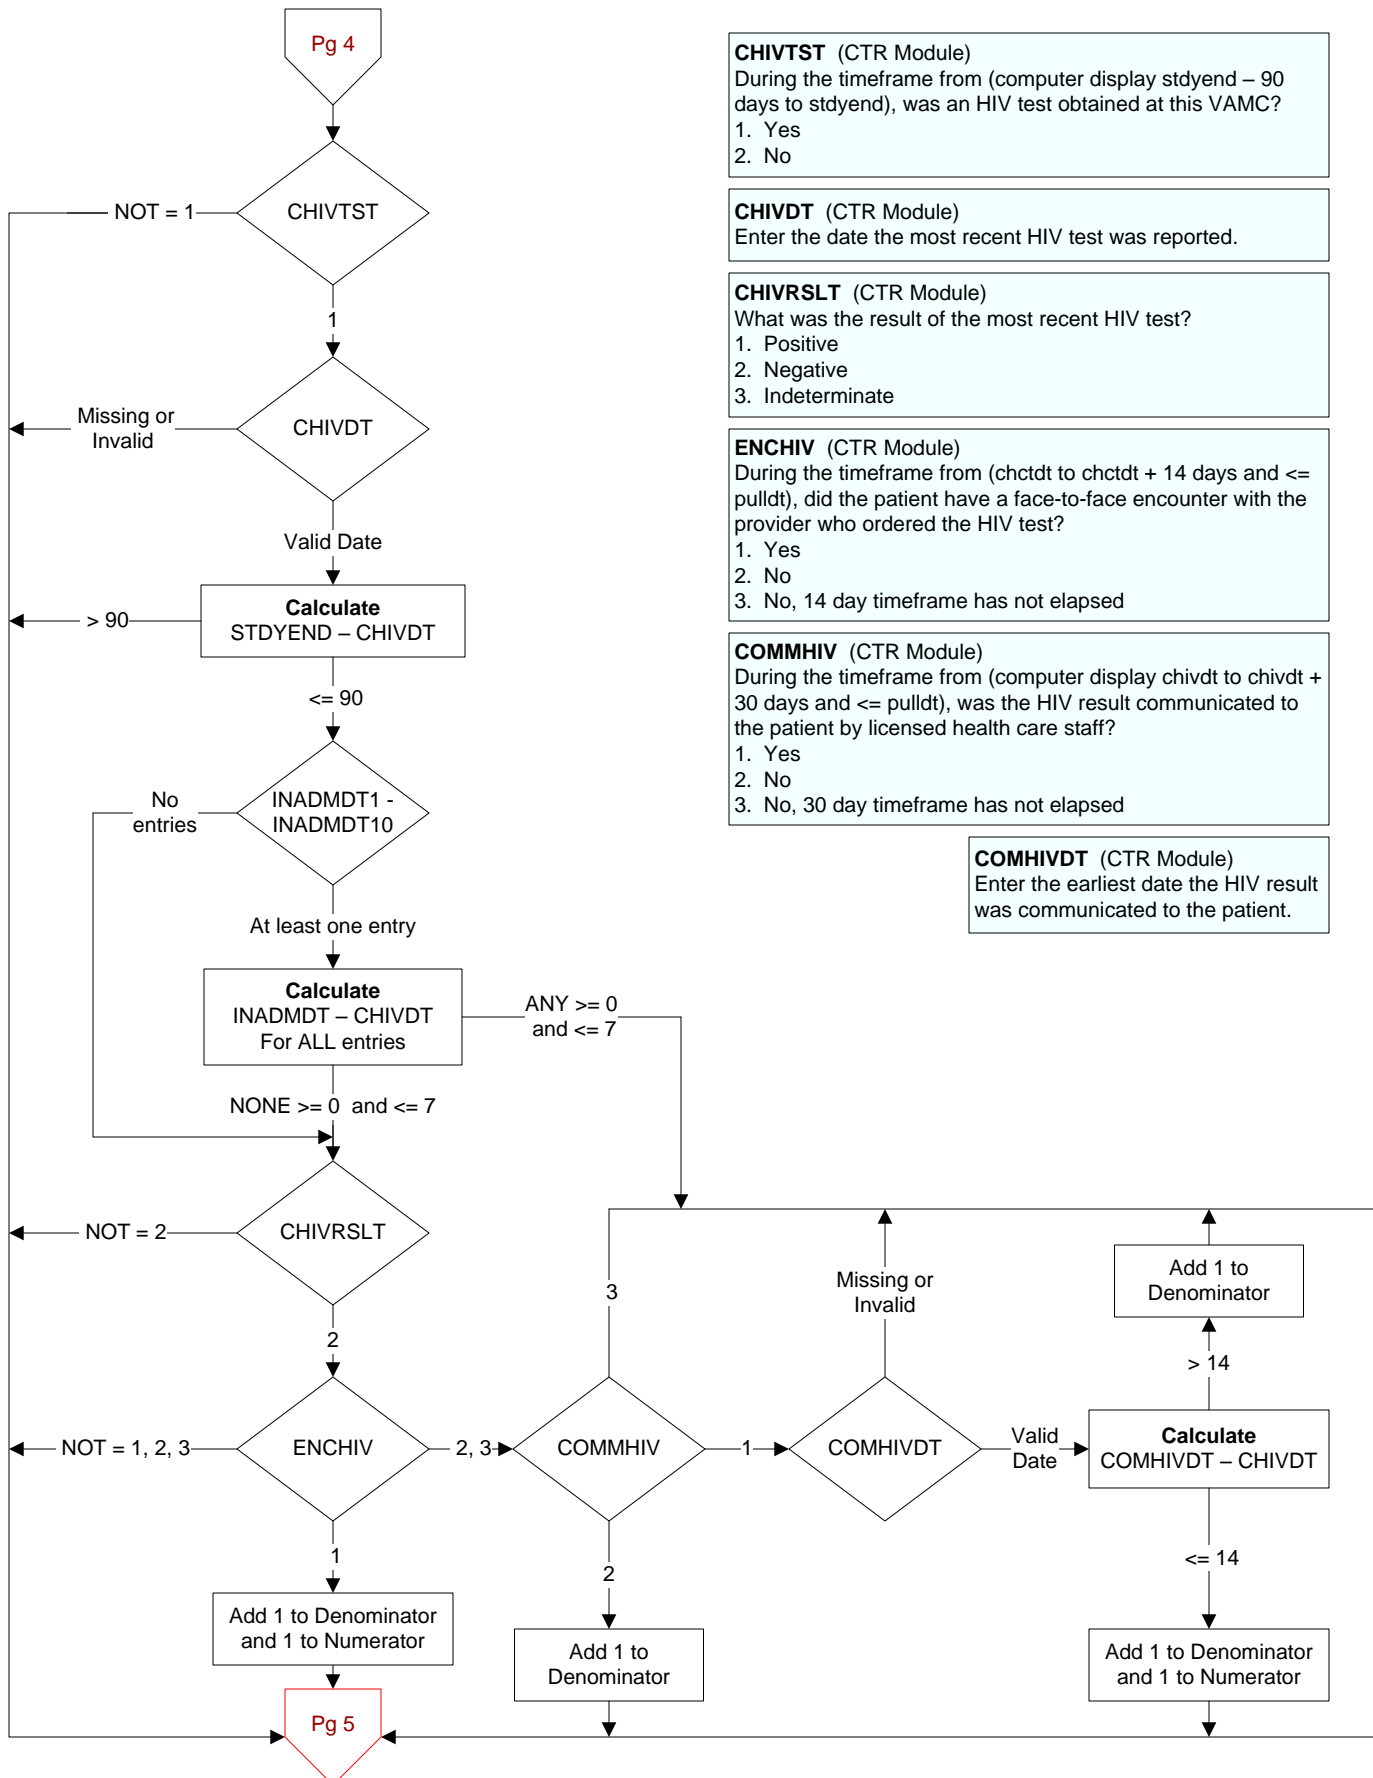 Pg 4
CHIVTST (CTR Module)
During the timeframe from (computer display stdyend – 90
days to stdyend), was an HIV test obtained at this VAMC?
1. Yes
2. No
CHIVDT (CTR Module)
Enter the date the most recent HIV test was reported.
CHIVRSLT (CTR Module)
What was the result of the most recent HIV test?
1. Positive
2. Negative
3. Indeterminate
ENCHIV (CTR Module)
During the timeframe from (chctdt to chctdt + 14 days and <=
pulldt), did the patient have a face-to-face encounter with the
provider who ordered the HIV test?
1. Yes
2. No
3. No, 14 day timeframe has not elapsed
COMMHIV (CTR Module)
During the timeframe from (computer display chivdt to chivdt +
30 days and <= pulldt), was the HIV result communicated to
the patient by licensed health care staff?
1. Yes
2. No
3. No, 30 day timeframe has not elapsed
COMHIVDT (CTR Module)
Enter the earliest date the HIV result
was communicated to the patient.
NOT = 1
CHIVTST
1
Missing or
Invalid
CHIVDT
Valid Date
> 90
Calculate
STDYEND – CHIVDT
<= 90
No
entries
INADMDT1 -
INADMDT10
At least one entry
Calculate
INADMDT – CHIVDT
For ALL entries
ANY >= 0
and <= 7
NONE >= 0 and <= 7
NOT = 2
CHIVRSLT
2
3
Missing or
Invalid
Add 1 to
Denominator
> 14
NOT = 1, 2, 3
ENCHIV
2, 3
COMMHIV
1
COMHIVDT
Valid
Date
Calculate
COMHIVDT – CHIVDT
1
2
<= 14
Add 1 to Denominator
and 1 to Numerator
Add 1 to
Denominator
Add 1 to Denominator
and 1 to Numerator
Pg 5